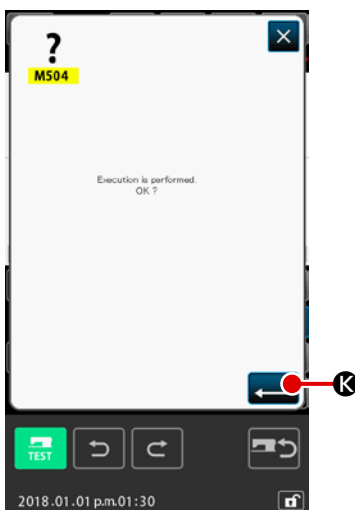 ?
M504
Execution is performed.
OK ?
K
TEST
2018.01.01 p.m.01:30